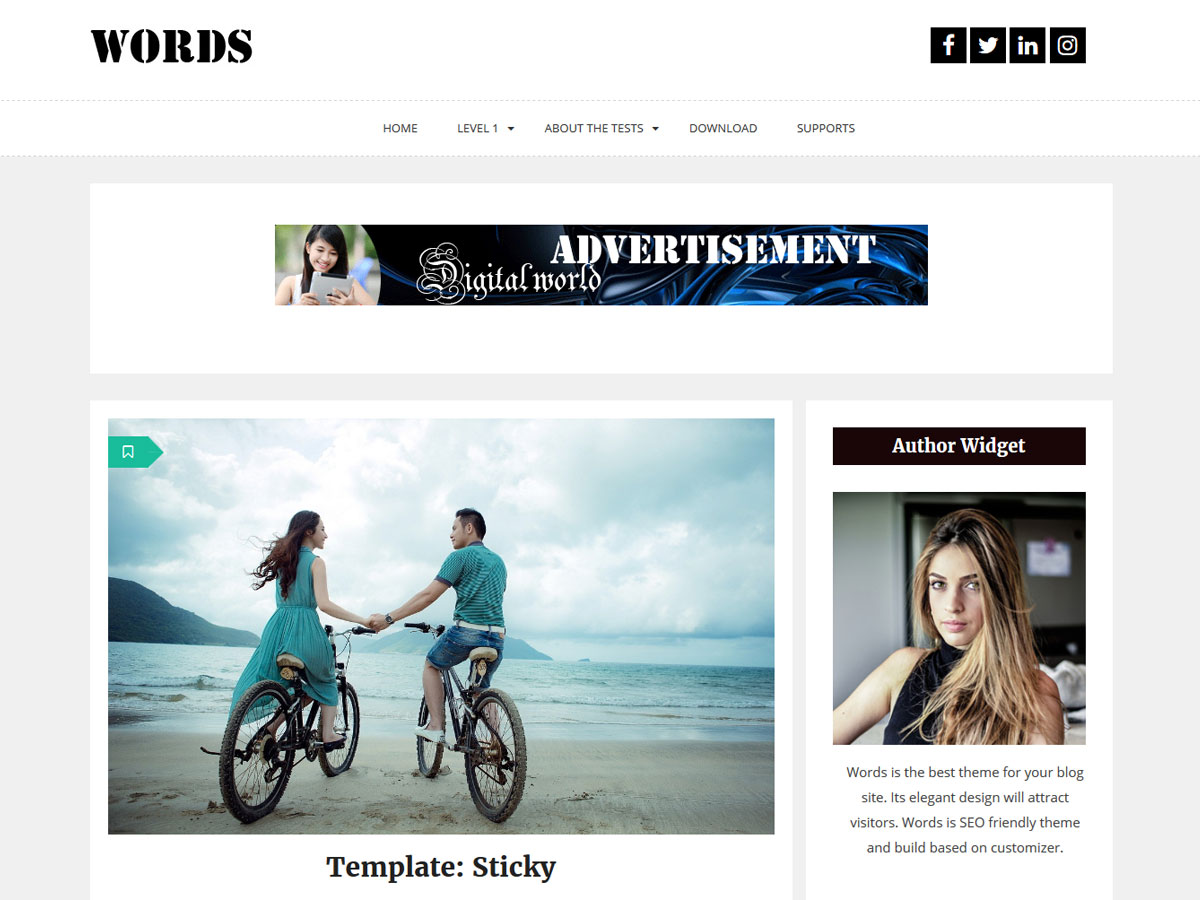 WORDS
HOME LEVEL 1 ABOUT THE TESTS DOWNLOAD SUPPORTS
ADVERTISEMENT
Digital world
Author Widget
Words is the best theme for your blog
site. Its elegant design will attract
visitors. Words is SEO friendly theme
and build based on customizer.
Template: Sticky